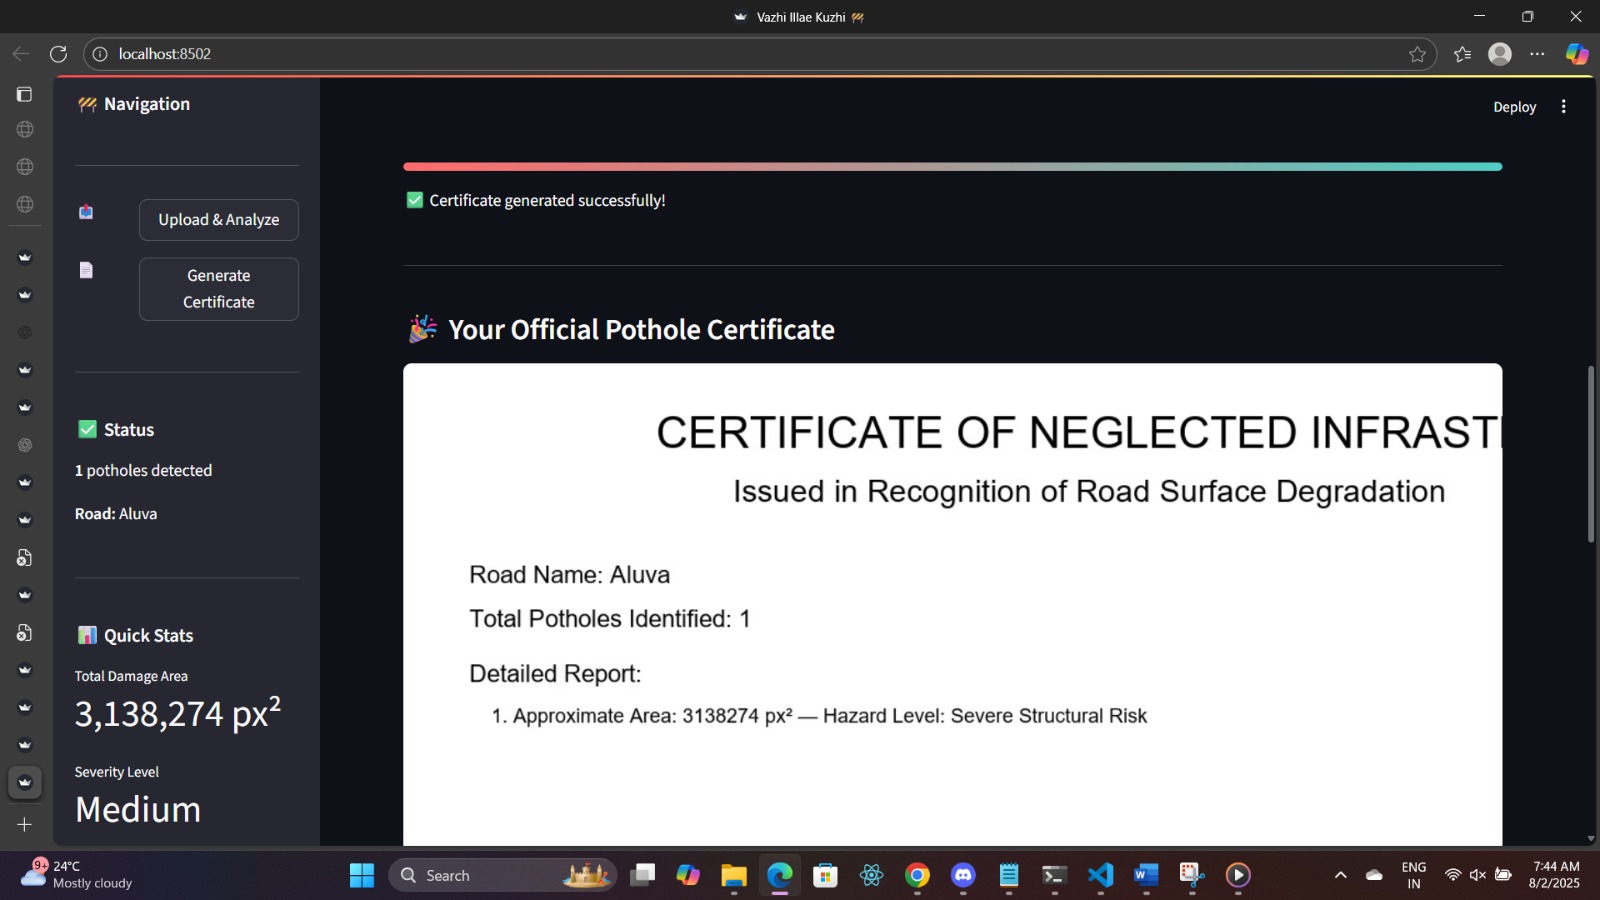 Vazhi Illae Kuzhi 🚧
localhost:8502
🚧 Navigation
Upload & Analyze
Generate
Certificate
✅ Status
1 potholes detected
Road: Aluva
📊 Quick Stats
Total Damage Area
3,138,274 px²
Severity Level
Medium
Deploy
✅ Certificate generated successfully!
🎉 Your Official Pothole Certificate
CERTIFICATE OF NEGLECTED INFRAST
Issued in Recognition of Road Surface Degradation
Road Name: Aluva
Total Potholes Identified: 1
Detailed Report:
1. Approximate Area: 3138274 px² — Hazard Level: Severe Structural Risk
9+
24°C
Mostly cloudy
Search
ENG
IN
7:44 AM
8/2/2025